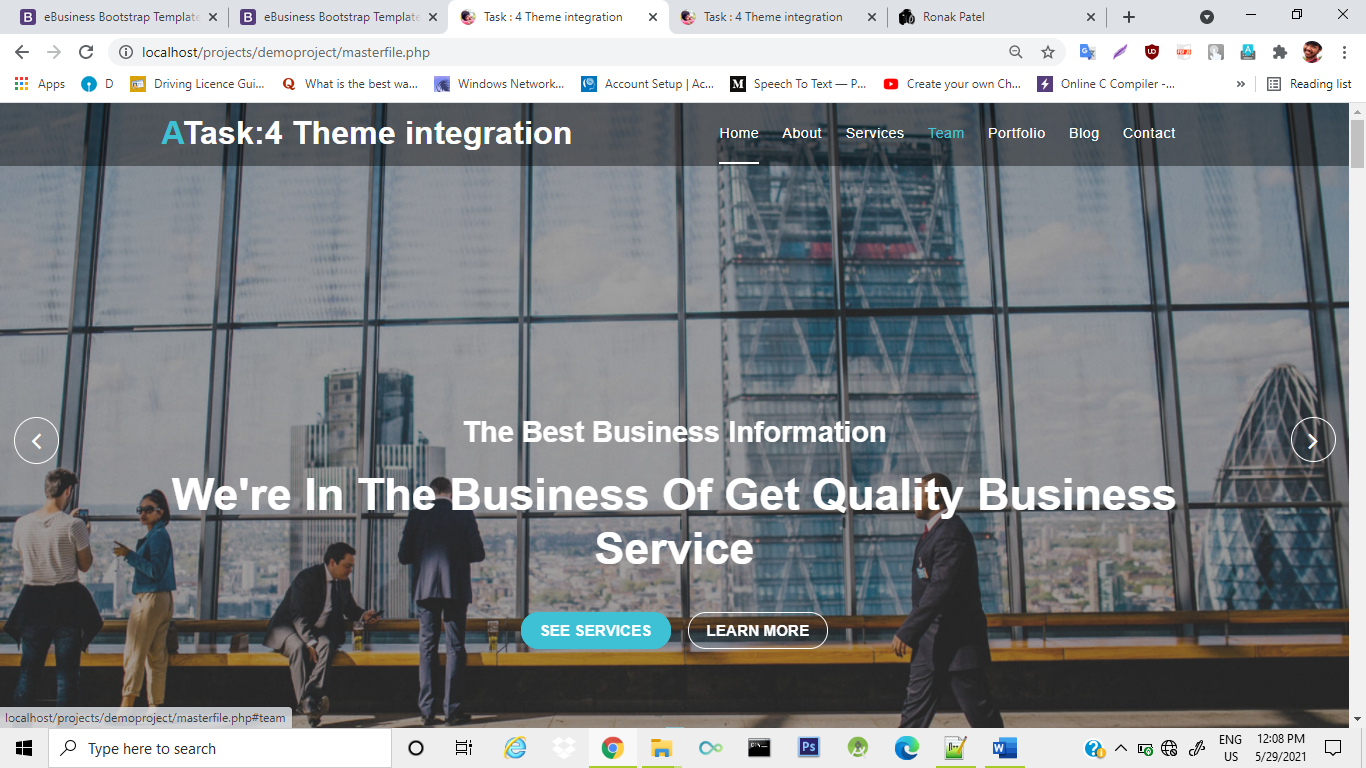 eBusiness Bootstrap Template
eBusiness Bootstrap Template
Task : 4 Theme integration
Task : 4 Theme integration
Ronak Patel
localhost/projects/demoproject/masterfile.php
Apps
D
Driving Licence Gui...
What is the best wa...
Windows Network...
Account Setup | Ac...
Speech To Text — P...
Create your own Ch...
Online C Compiler -...
»
Reading list
ATask:4 Theme integration
Home
About
Services
Team
Portfolio
Blog
Contact
The Best Business Information
We're In The Business Of Get Quality Business
Service
SEE SERVICES
LEARN MORE
localhost/projects/demoproject/masterfile.php#team
Type here to search
ENG
US
12:08 PM
5/29/2021